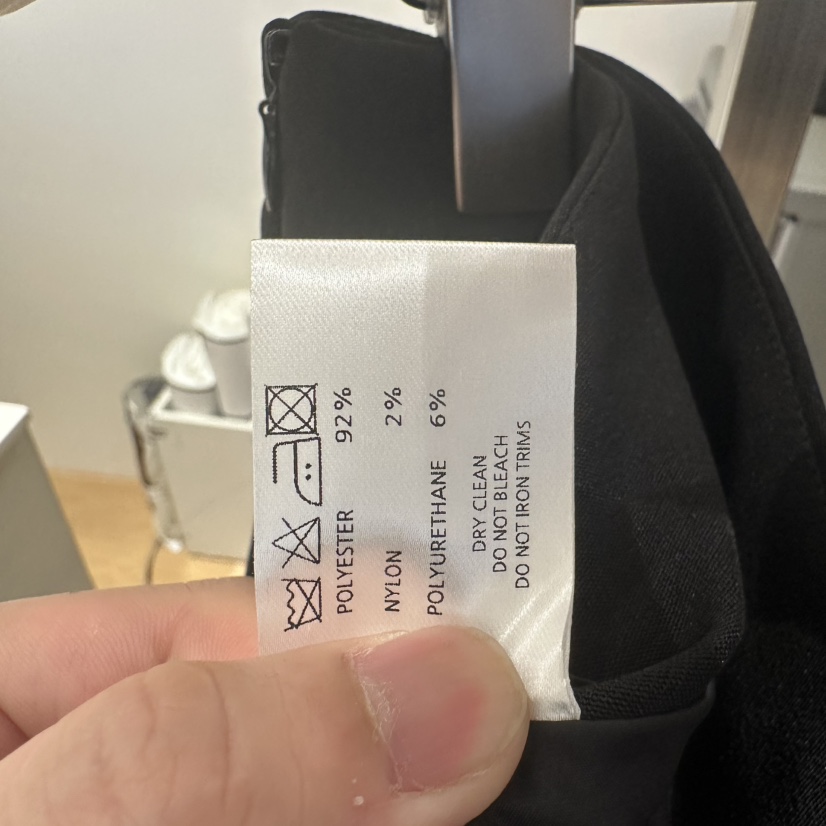 POLYESTER 92%
NYLON 2%
POLYURETHANE 6%
DRY CLEAN
DO NOT BLEACH
DO NOT IRON TRIMS